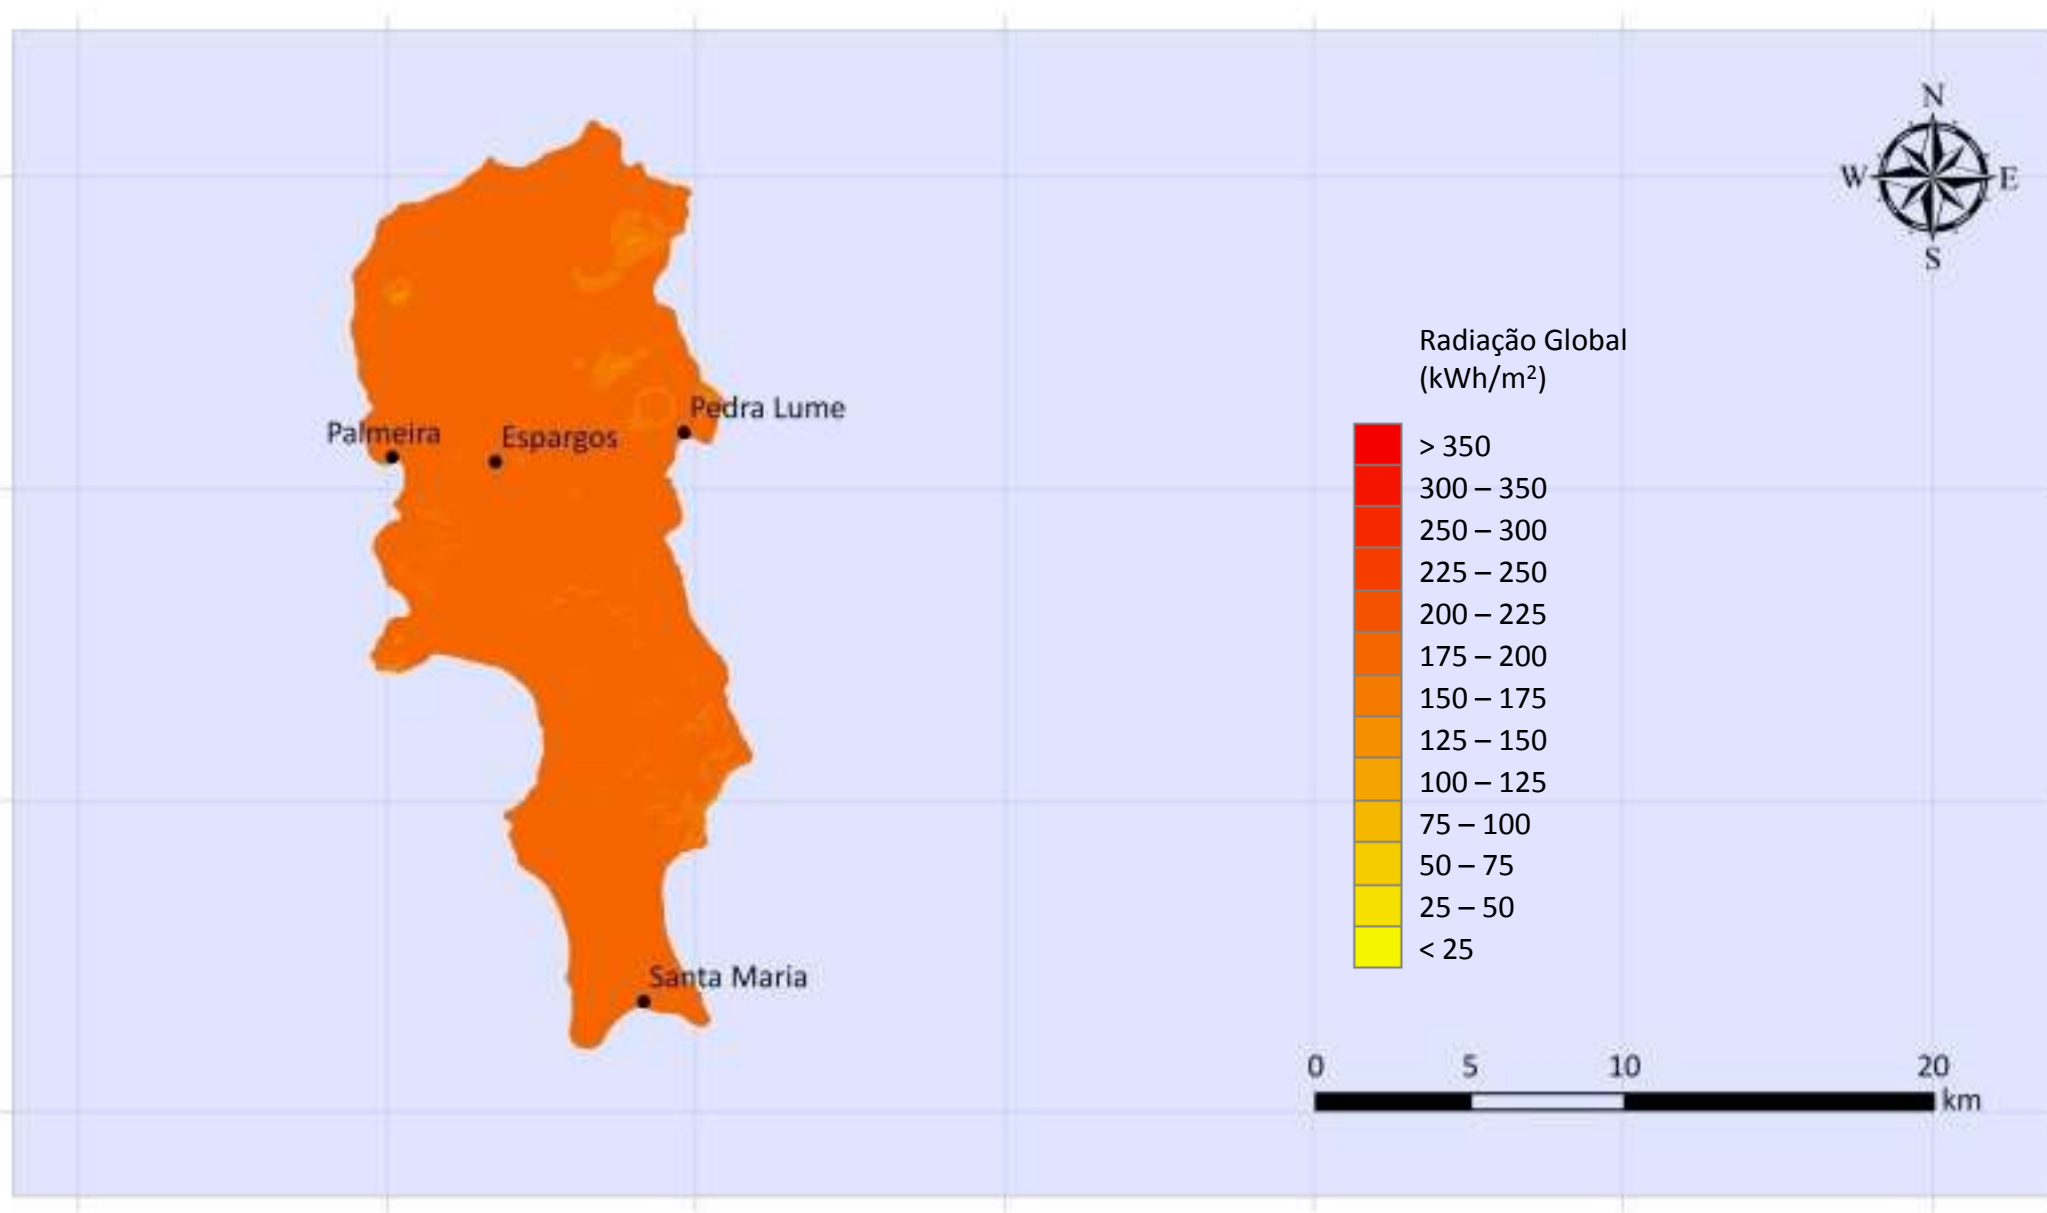 N
W
E
S
Radiação Global
(kWh/m²)
Pedra Lume
Palmeira
Espargos
> 350
300 – 350
250 – 300
225 – 250
200 – 225
175 – 200
150 – 175
125 – 150
100 – 125
75 – 100
50 – 75
25 – 50
< 25
Santa Maria
0 5 10 20
km